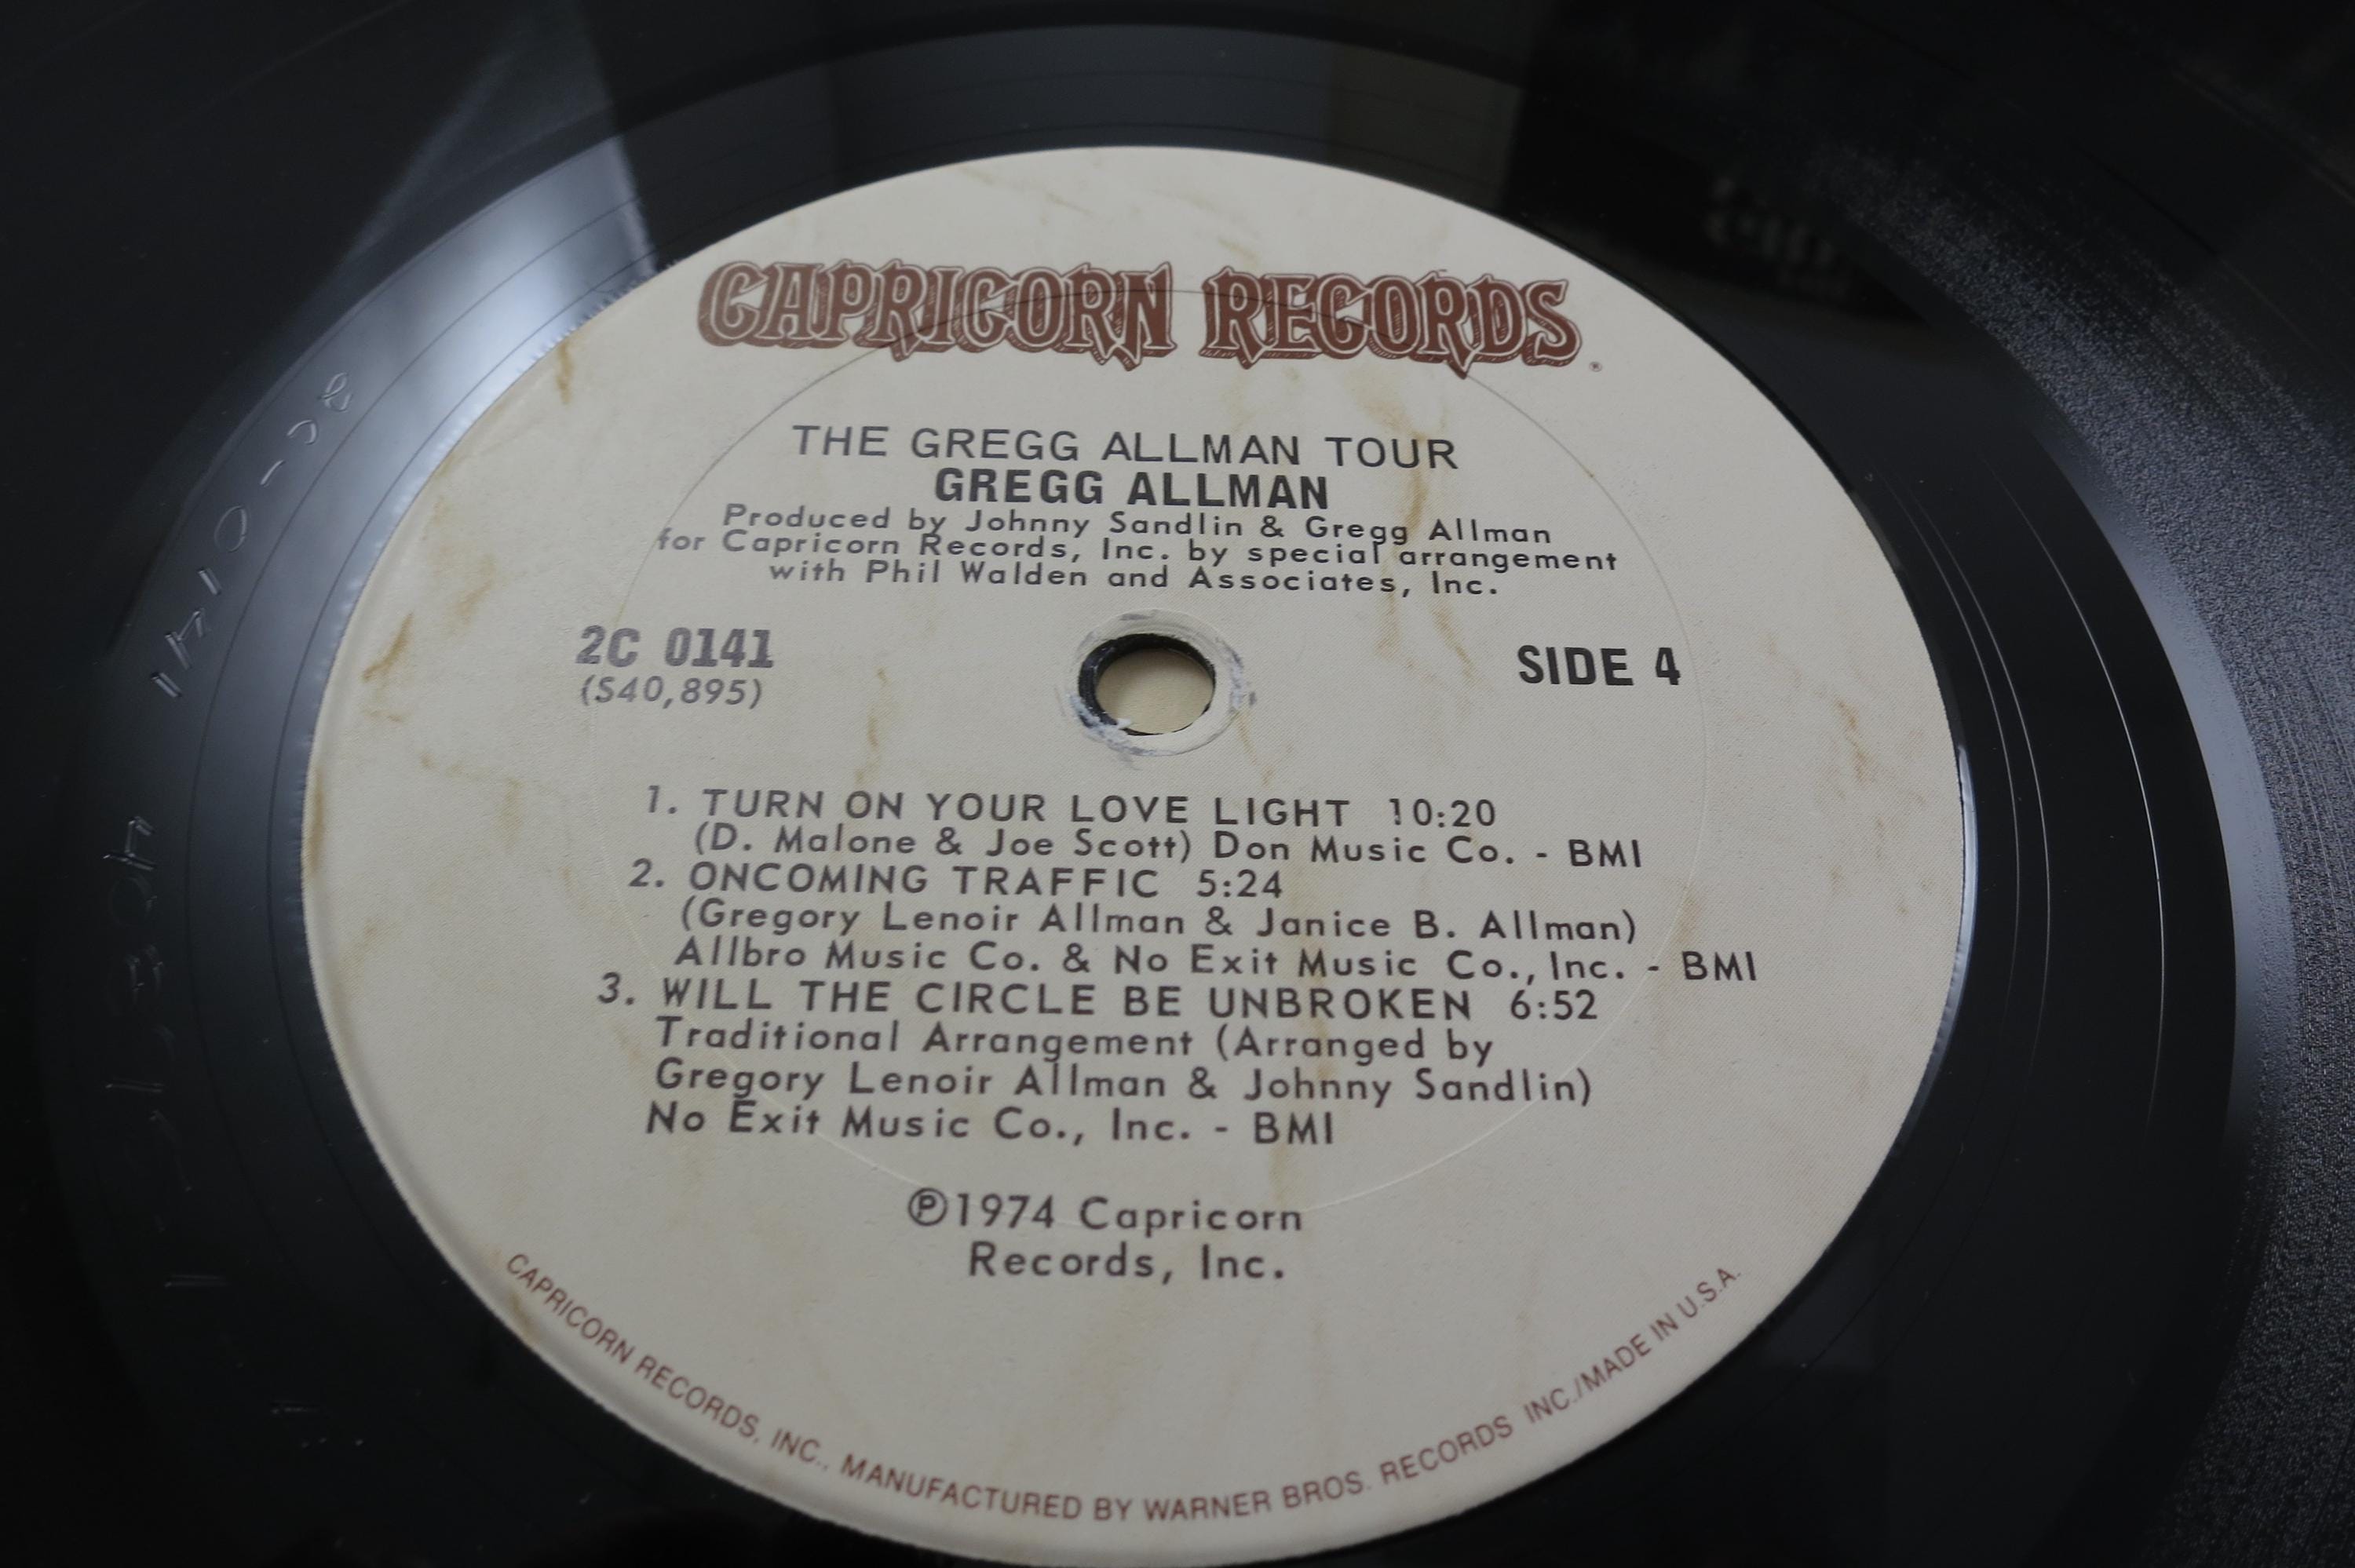 CAPRICORN RECORDS®
THE GREGG ALLMAN TOUR
GREGG ALLMAN
Produced by Johnny Sandlin & Gregg Allman
for Capricorn Records, Inc. by special arrangement
with Phil Walden and Associates, Inc.
2C 0141
(S40,895)
SIDE 4
1. TURN ON YOUR LOVE LIGHT 10:20
(D. Malone & Joe Scott) Don Music Co. - BMI
2. ONCOMING TRAFFIC 5:24
(Gregory Lenoir Allman & Janice B. Allman)
Allbro Music Co. & No Exit Music Co., Inc. - BMI
3. WILL THE CIRCLE BE UNBROKEN 6:52
Traditional Arrangement (Arranged by
Gregory Lenoir Allman & Johnny Sandlin)
No Exit Music Co., Inc. - BMI
℗1974 Capricorn
Records, Inc.
CAPRICORN RECORDS, INC., MANUFACTURED BY WARNER BROS. RECORDS INC./MADE IN U.S.A.